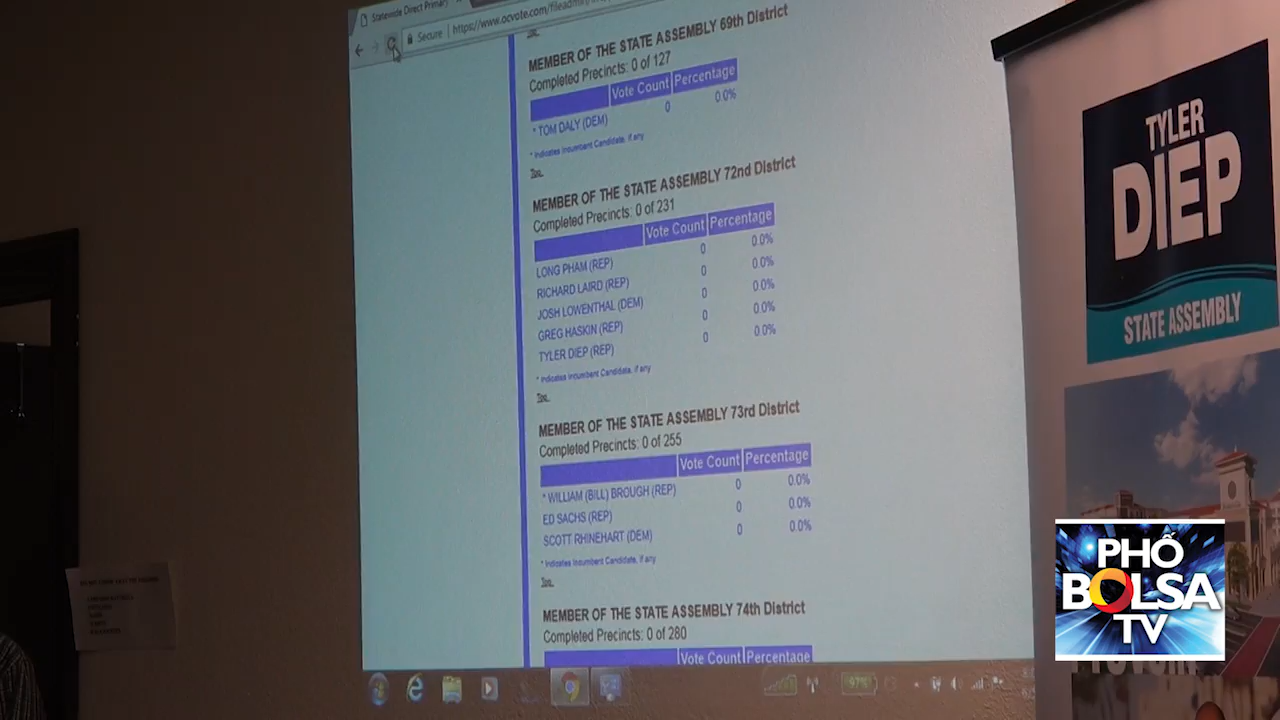 Statewide Direct Primary
Secure https://www.ocvote.com/fileadmin/
MEMBER OF THE STATE ASSEMBLY 69th District
Completed Precincts: 0 of 127
Vote Count Percentage
* TOM DALY (DEM) 0 0.0%
* Indicates Incumbent Candidate, if any
Top
MEMBER OF THE STATE ASSEMBLY 72nd District
Completed Precincts: 0 of 231
Vote Count Percentage
LONG PHAM (REP) 0 0.0%
RICHARD LAIRD (REP) 0 0.0%
JOSH LOWENTHAL (DEM) 0 0.0%
GREG HASKIN (REP) 0 0.0%
TYLER DIEP (REP) 0 0.0%
* Indicates Incumbent Candidate, if any
Top
MEMBER OF THE STATE ASSEMBLY 73rd District
Completed Precincts: 0 of 255
Vote Count Percentage
* WILLIAM (BILL) BROUGH (REP) 0 0.0%
ED SACHS (REP) 0 0.0%
SCOTT RHINEHART (DEM) 0 0.0%
* Indicates Incumbent Candidate, if any
Top
MEMBER OF THE STATE ASSEMBLY 74th District
Completed Precincts: 0 of 280
Vote Count Percentage
97%
TYLER
DIEP
STATE ASSEMBLY
PHỐ
BOLSA
TV